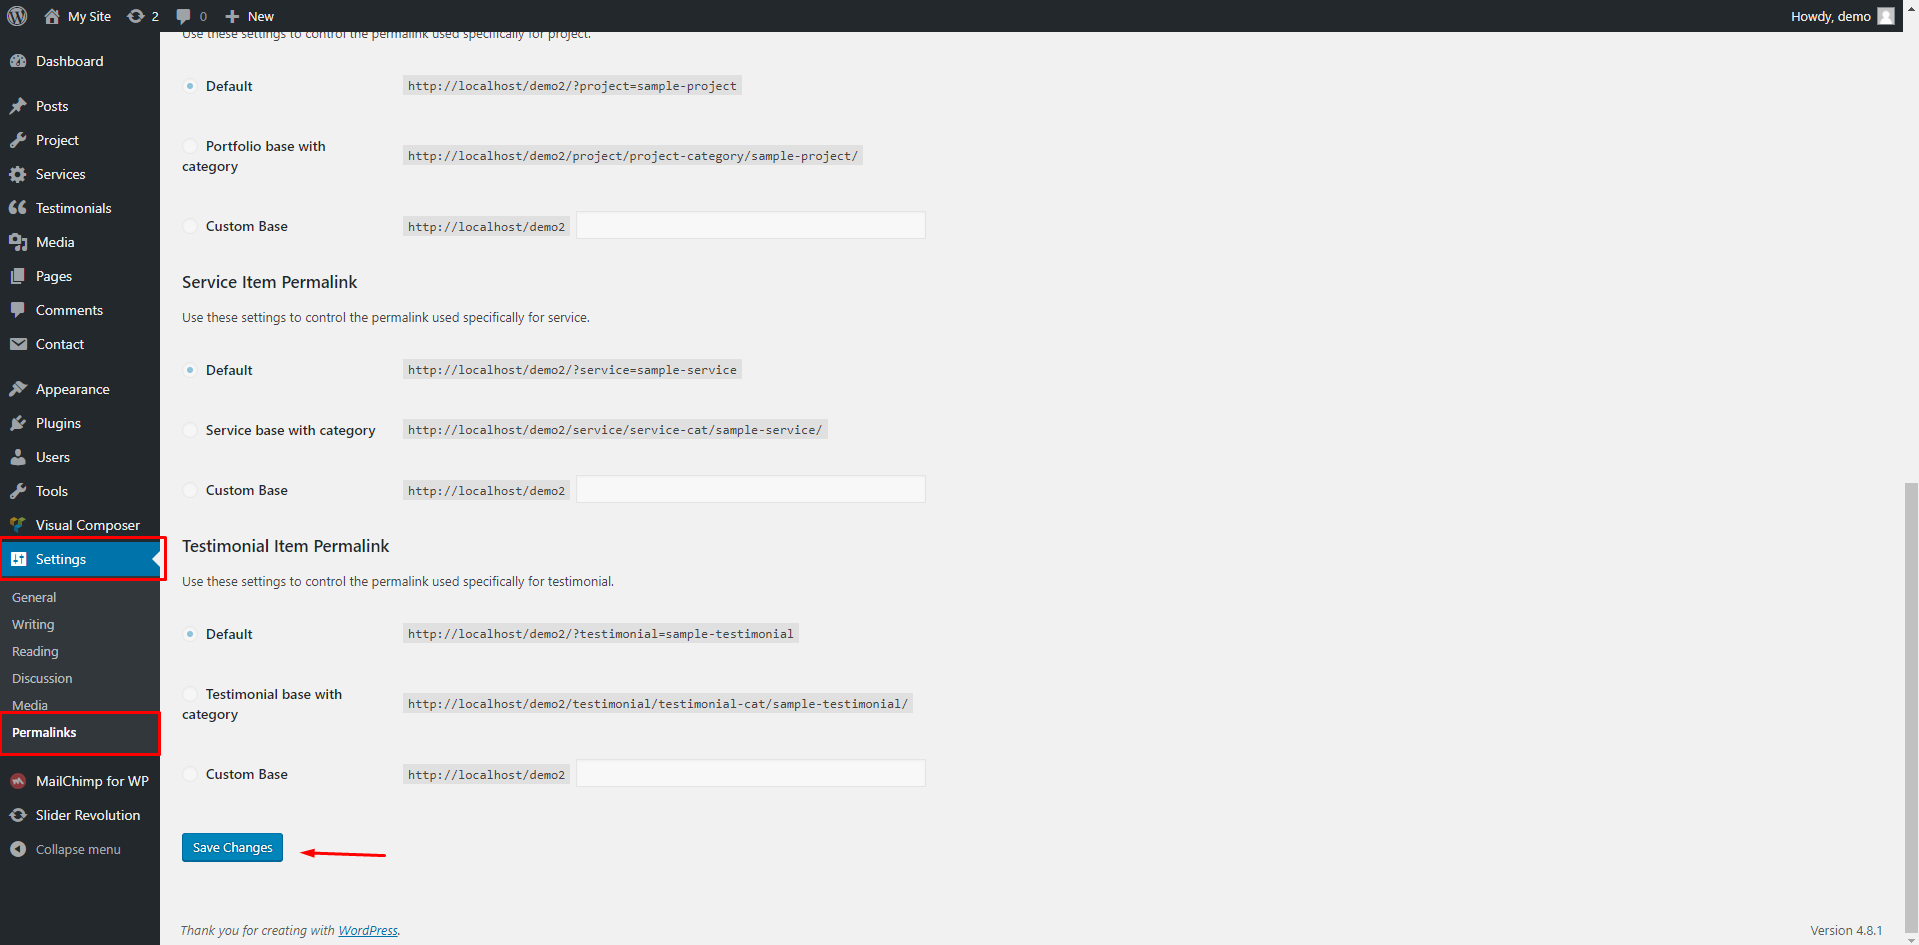 My Site 2 0 New Howdy, demo
Dashboard
Posts
Project
Services
Testimonials
Media
Pages
Comments
Contact
Appearance
Plugins
Users
Tools
Visual Composer
Settings
General
Writing
Reading
Discussion
Media
Permalinks
MailChimp for WP
Slider Revolution
Collapse menu
Use these settings to control the permalink used specifically for project.
Default http://localhost/demo2/?project=sample-project
Portfolio base with
category
http://localhost/demo2/project/project-category/sample-project/
Custom Base http://localhost/demo2
Service Item Permalink
Use these settings to control the permalink used specifically for service.
Default http://localhost/demo2/?service=sample-service
Service base with category http://localhost/demo2/service/service-cat/sample-service/
Custom Base http://localhost/demo2
Testimonial Item Permalink
Use these settings to control the permalink used specifically for testimonial.
Default http://localhost/demo2/?testimonial=sample-testimonial
Testimonial base with
category
http://localhost/demo2/testimonial/testimonial-cat/sample-testimonial/
Custom Base http://localhost/demo2
Save Changes
Thank you for creating with WordPress.
Version 4.8.1